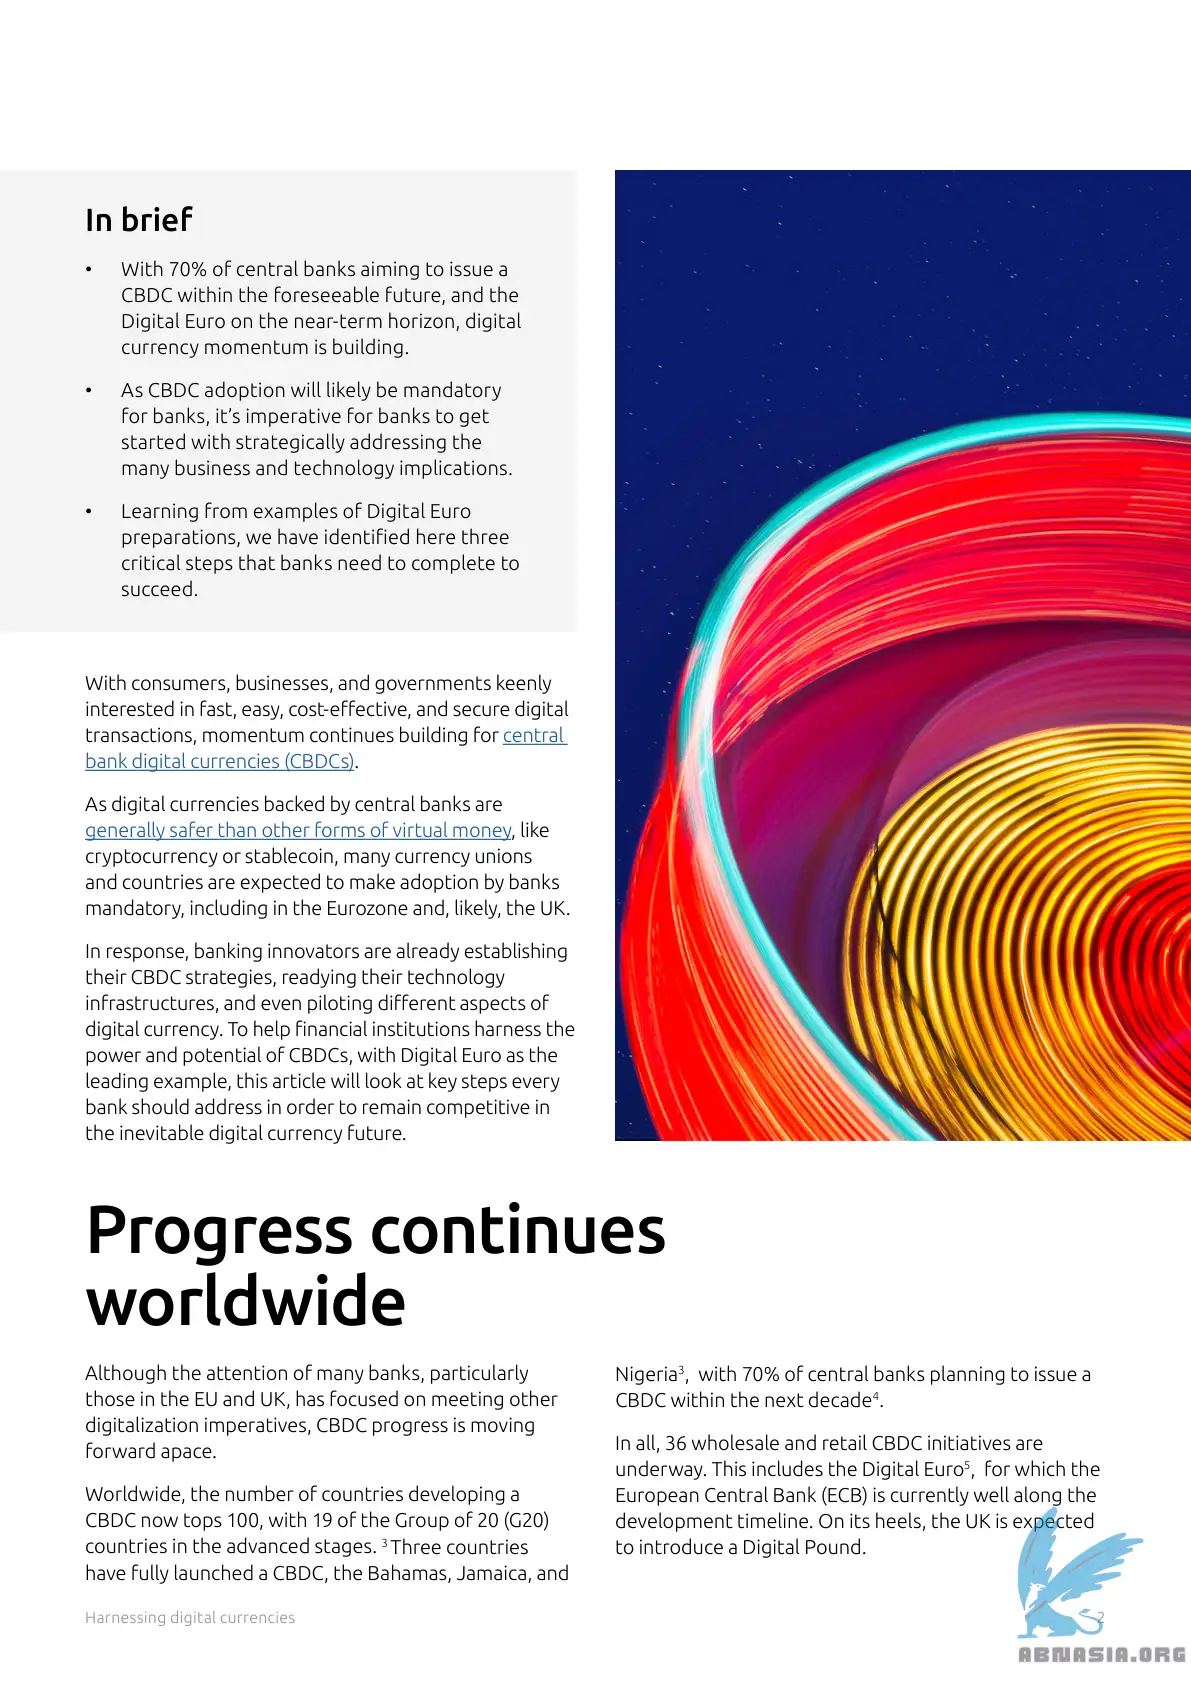 In brief
• With 70% of central banks aiming to issue a
CBDC within the foreseeable future, and the
Digital Euro on the near-term horizon, digital
currency momentum is building.
• As CBDC adoption will likely be mandatory
for banks, it’s imperative for banks to get
started with strategically addressing the
many business and technology implications.
• Learning from examples of Digital Euro
preparations, we have identified here three
critical steps that banks need to complete to
succeed.
With consumers, businesses, and governments keenly
interested in fast, easy, cost-effective, and secure digital
transactions, momentum continues building for central
bank digital currencies (CBDCs).
As digital currencies backed by central banks are
generally safer than other forms of virtual money, like
cryptocurrency or stablecoin, many currency unions
and countries are expected to make adoption by banks
mandatory, including in the Eurozone and, likely, the UK.
In response, banking innovators are already establishing
their CBDC strategies, readying their technology
infrastructures, and even piloting different aspects of
digital currency. To help financial institutions harness the
power and potential of CBDCs, with Digital Euro as the
leading example, this article will look at key steps every
bank should address in order to remain competitive in
the inevitable digital currency future.
Progress continues
worldwide
Although the attention of many banks, particularly
those in the EU and UK, has focused on meeting other
digitalization imperatives, CBDC progress is moving
forward apace.
Worldwide, the number of countries developing a
CBDC now tops 100, with 19 of the Group of 20 (G20)
countries in the advanced stages. ³ Three countries
have fully launched a CBDC, the Bahamas, Jamaica, and
Nigeria³, with 70% of central banks planning to issue a
CBDC within the next decade⁴.
In all, 36 wholesale and retail CBDC initiatives are
underway. This includes the Digital Euro⁵, for which the
European Central Bank (ECB) is currently well along the
development timeline. On its heels, the UK is expected
to introduce a Digital Pound.
Harnessing digital currencies
2
ABNASIA.ORG